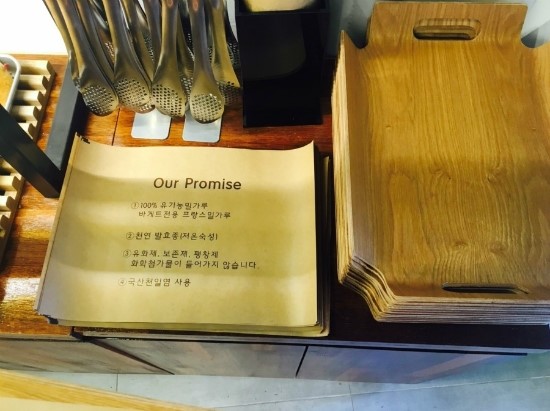 Our Promise
①100% 유기농밀가루
바게트전용 프랑스밀가루
②천연 발효종(저온숙성)
③유화제, 보존제, 팽창제
화학첨가물이 들어가지 않습니다.
④국산천일염 사용